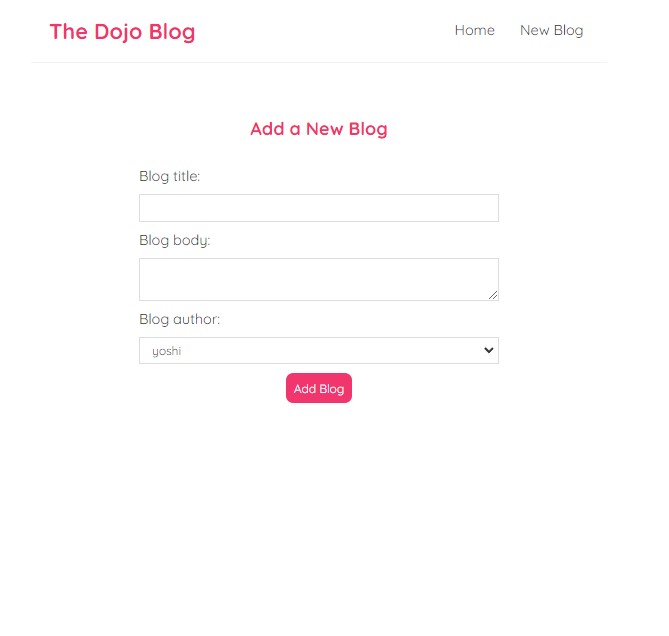 The Dojo Blog
Home New Blog
Add a New Blog
Blog title:
Blog body:
Blog author:
yoshi
Add Blog